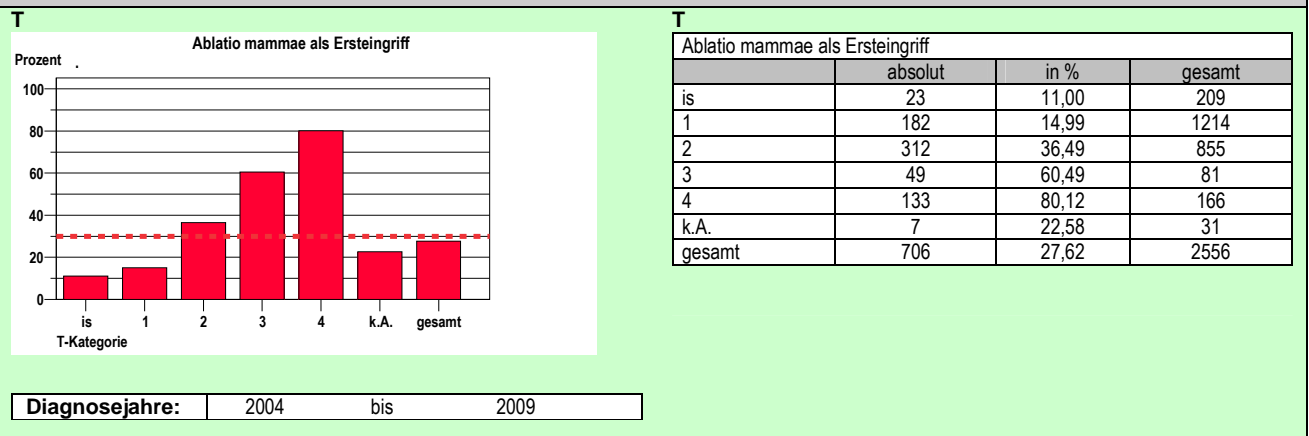 T
Ablatio mammae als Ersteingriff
Prozent .
100
80
60
40
20
0
is 1 2 3 4 k.A. gesamt
T-Kategorie
T
Ablatio mammae als Ersteingriff
absolut in % gesamt
is 23 11,00 209
1 182 14,99 1214
2 312 36,49 855
3 49 60,49 81
4 133 80,12 166
k.A. 7 22,58 31
gesamt 706 27,62 2556
Diagnosejahre: 2004 bis 2009